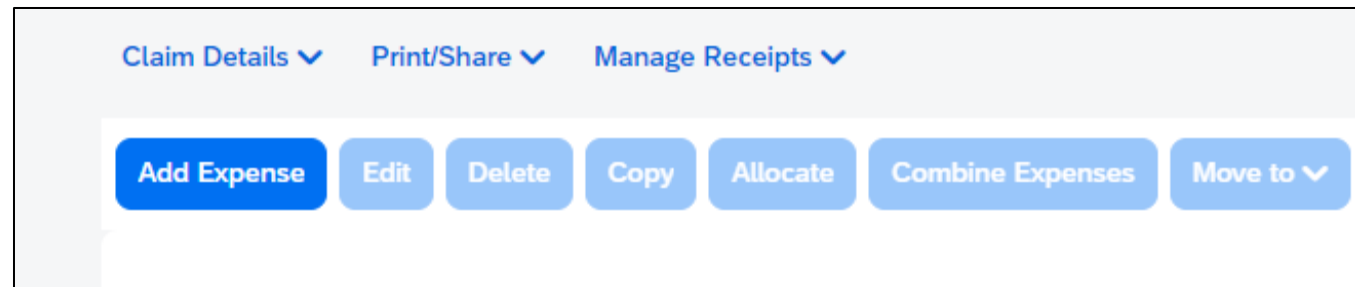 Claim Details Print/Share Manage Receipts
Add Expense Edit Delete Copy Allocate Combine Expenses Move to